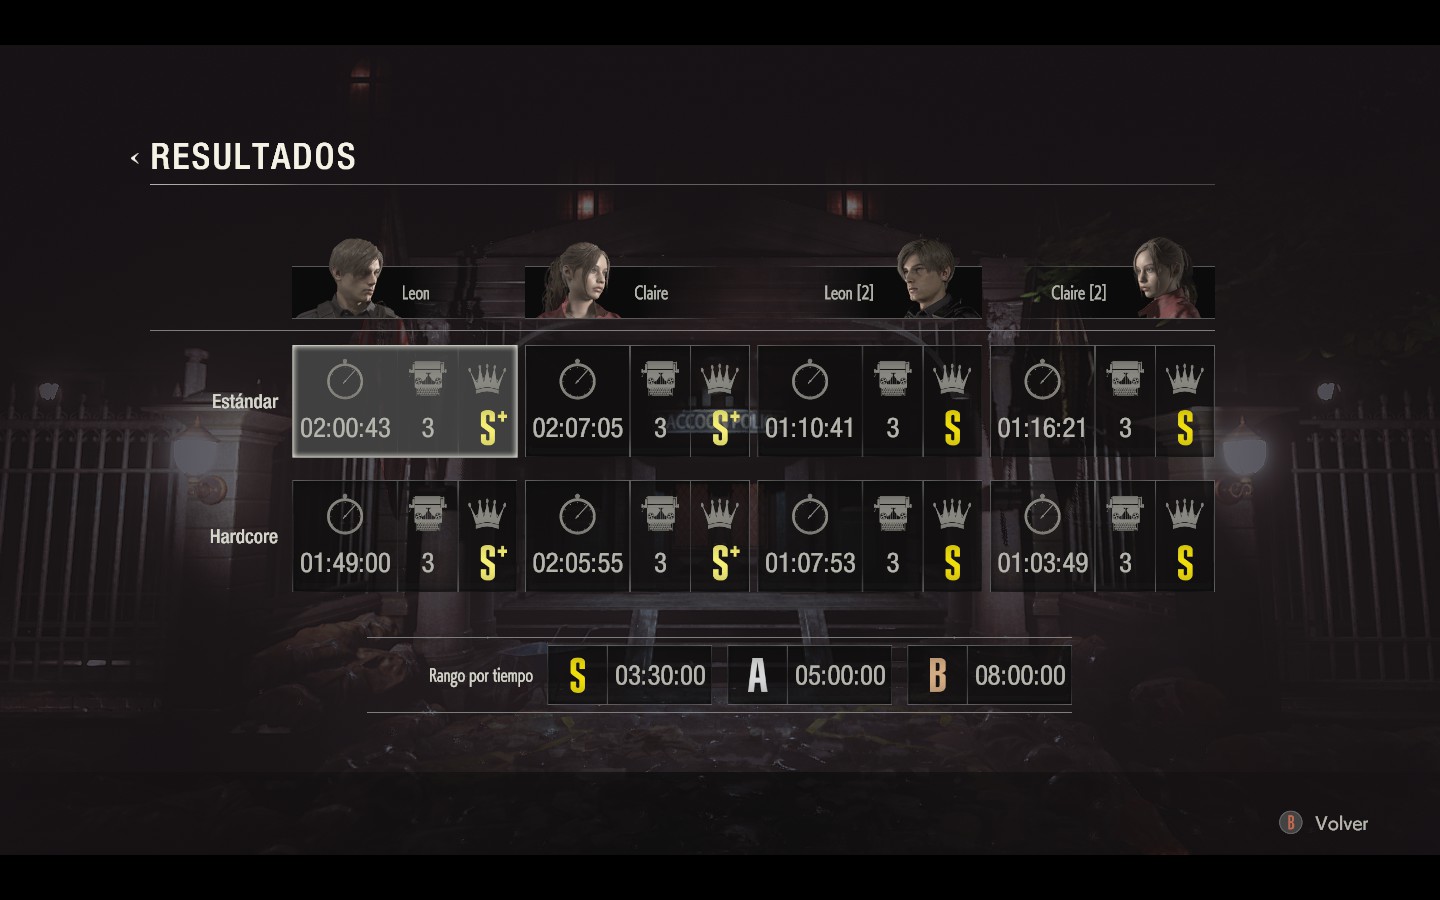 RESULTADOS
Leon Claire Leon [2] Claire [2]
Estándar
02:00:43 3 S+ 02:07:05 3 S+ 01:10:41 3 S 01:16:21 3 S
Hardcore
01:49:00 3 S+ 02:05:55 3 S+ 01:07:53 3 S 01:03:49 3 S
Rango por tiempo S 03:30:00 A 05:00:00 B 08:00:00
B Volver